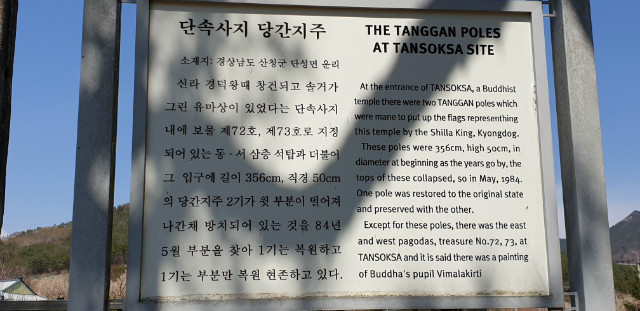 단속사지 당간지주
소재지: 경상남도 산청군 단성면 운리
신라 경덕왕때 창건되고 솔거가
그린 유마상이 있었다는 단속사지
내에 보물 제72호, 제73호로 지정
되어 있는 동·서 삼층 석탑과 더불어
그 입구에 길이 356cm, 직경 50cm
의 당간지주 2기가 윗 부분이 떨어져
나간채 방치되어 있는 것을 84년
5월 부분을 찾아 1기는 복원하고
1기는 부분만 복원 현존하고 있다.
THE TANGGAN POLES
AT TANSOKSA SITE
At the entrance of TANSOKSA, a Buddhist
temple there were two TANGGAN poles which
were mane to put up the flags representhing
this temple by the Shilla King, Kyongdog.
These poles were 356cm, high 50cm, in
diameter at beginning as the years go by, the
tops of these collapsed, so in May, 1984.
One pole was restored to the original state
and preserved with the other.
Except for these poles, there was the east
and west pagodas, treasure No.72, 73, at
TANSOKSA and it is said there was a painting
of Buddha's pupil Vimalakirti